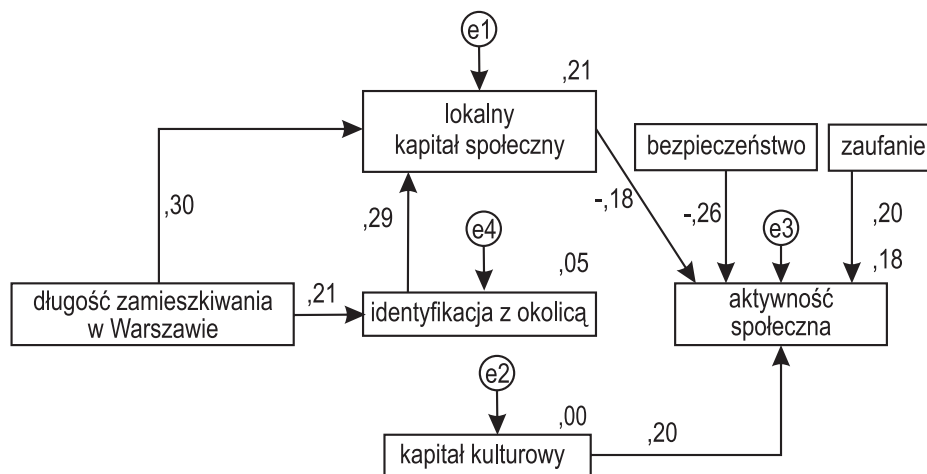 e1
,21
lokalny
kapitał społeczny
bezpieczeństwo
zaufanie
,30
,29
e4
-,18
-,26
e3
,20
,05
,18
długość zamieszkiwania
w Warszawie
,21
identyfikacja z okolicą
aktywność
społeczna
e2
,00
,20
kapitał kulturowy